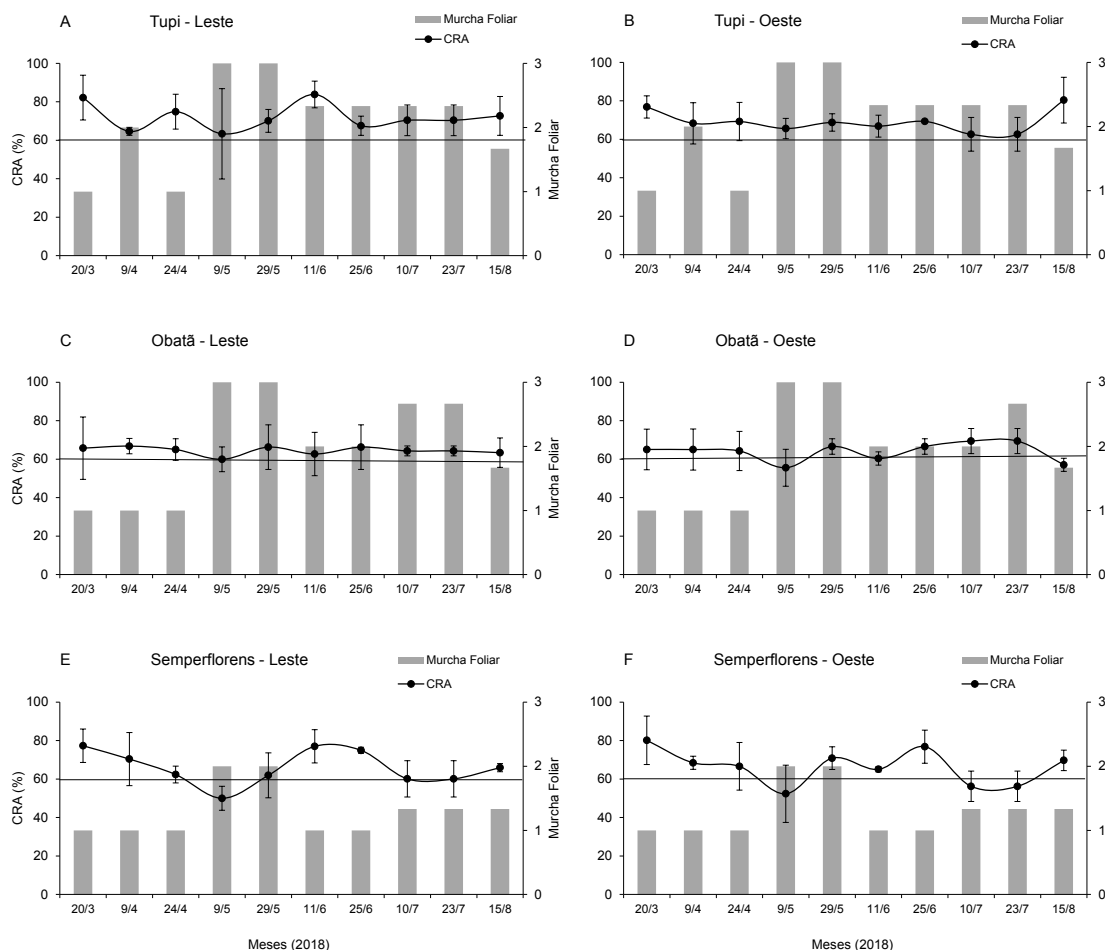 A
Tupi - Leste
Murcha Foliar
CRA
CRA (%)
100
80
60
40
20
0
3
2
1
0
Murcha Foliar
20/3 9/4 24/4 9/5 29/5 11/6 25/6 10/7 23/7 15/8
B
Tupi - Oeste
Murcha Foliar
CRA
100
80
60
40
20
0
3
2
1
0
20/3 9/4 24/4 9/5 29/5 11/6 25/6 10/7 23/7 15/8
C
Obatã - Leste
CRA (%)
100
80
60
40
20
0
3
2
1
0
Murcha Foliar
20/3 9/4 24/4 9/5 29/5 11/6 25/6 10/7 23/7 15/8
D
Obatã - Oeste
100
80
60
40
20
0
3
2
1
0
20/3 9/4 24/4 9/5 29/5 11/6 25/6 10/7 23/7 15/8
E
Semperflorens - Leste
Murcha Foliar
CRA
CRA (%)
100
80
60
40
20
0
3
2
1
0
Murcha Foliar
20/3 9/4 24/4 9/5 29/5 11/6 25/6 10/7 23/7 15/8
Meses (2018)
F
Semperflorens - Oeste
Murcha Foliar
CRA
100
80
60
40
20
0
3
2
1
0
20/3 9/4 24/4 9/5 29/5 11/6 25/6 10/7 23/7 15/8
Meses (2018)